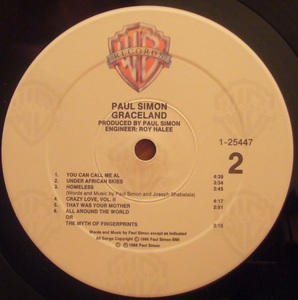 WB
RECORDS
PAUL SIMON
GRACELAND
PRODUCED BY PAUL SIMON
ENGINEER: ROY HALEE
1-25447
2
1. YOU CAN CALL ME AL 4:39
2. UNDER AFRICAN SKIES 3:34
3. HOMELESS 3:45
(Words and Music by Paul Simon and Joseph Shabalala)
4. CRAZY LOVE, VOL. II 4:17
5. THAT WAS YOUR MOTHER 2:51
6. ALL AROUND THE WORLD
OR
THE MYTH OF FINGERPRINTS 3:15
Words and Music by Paul Simon except as indicated
All Songs Copyright © 1986 Paul Simon BMI
℗ 1986 Paul Simon